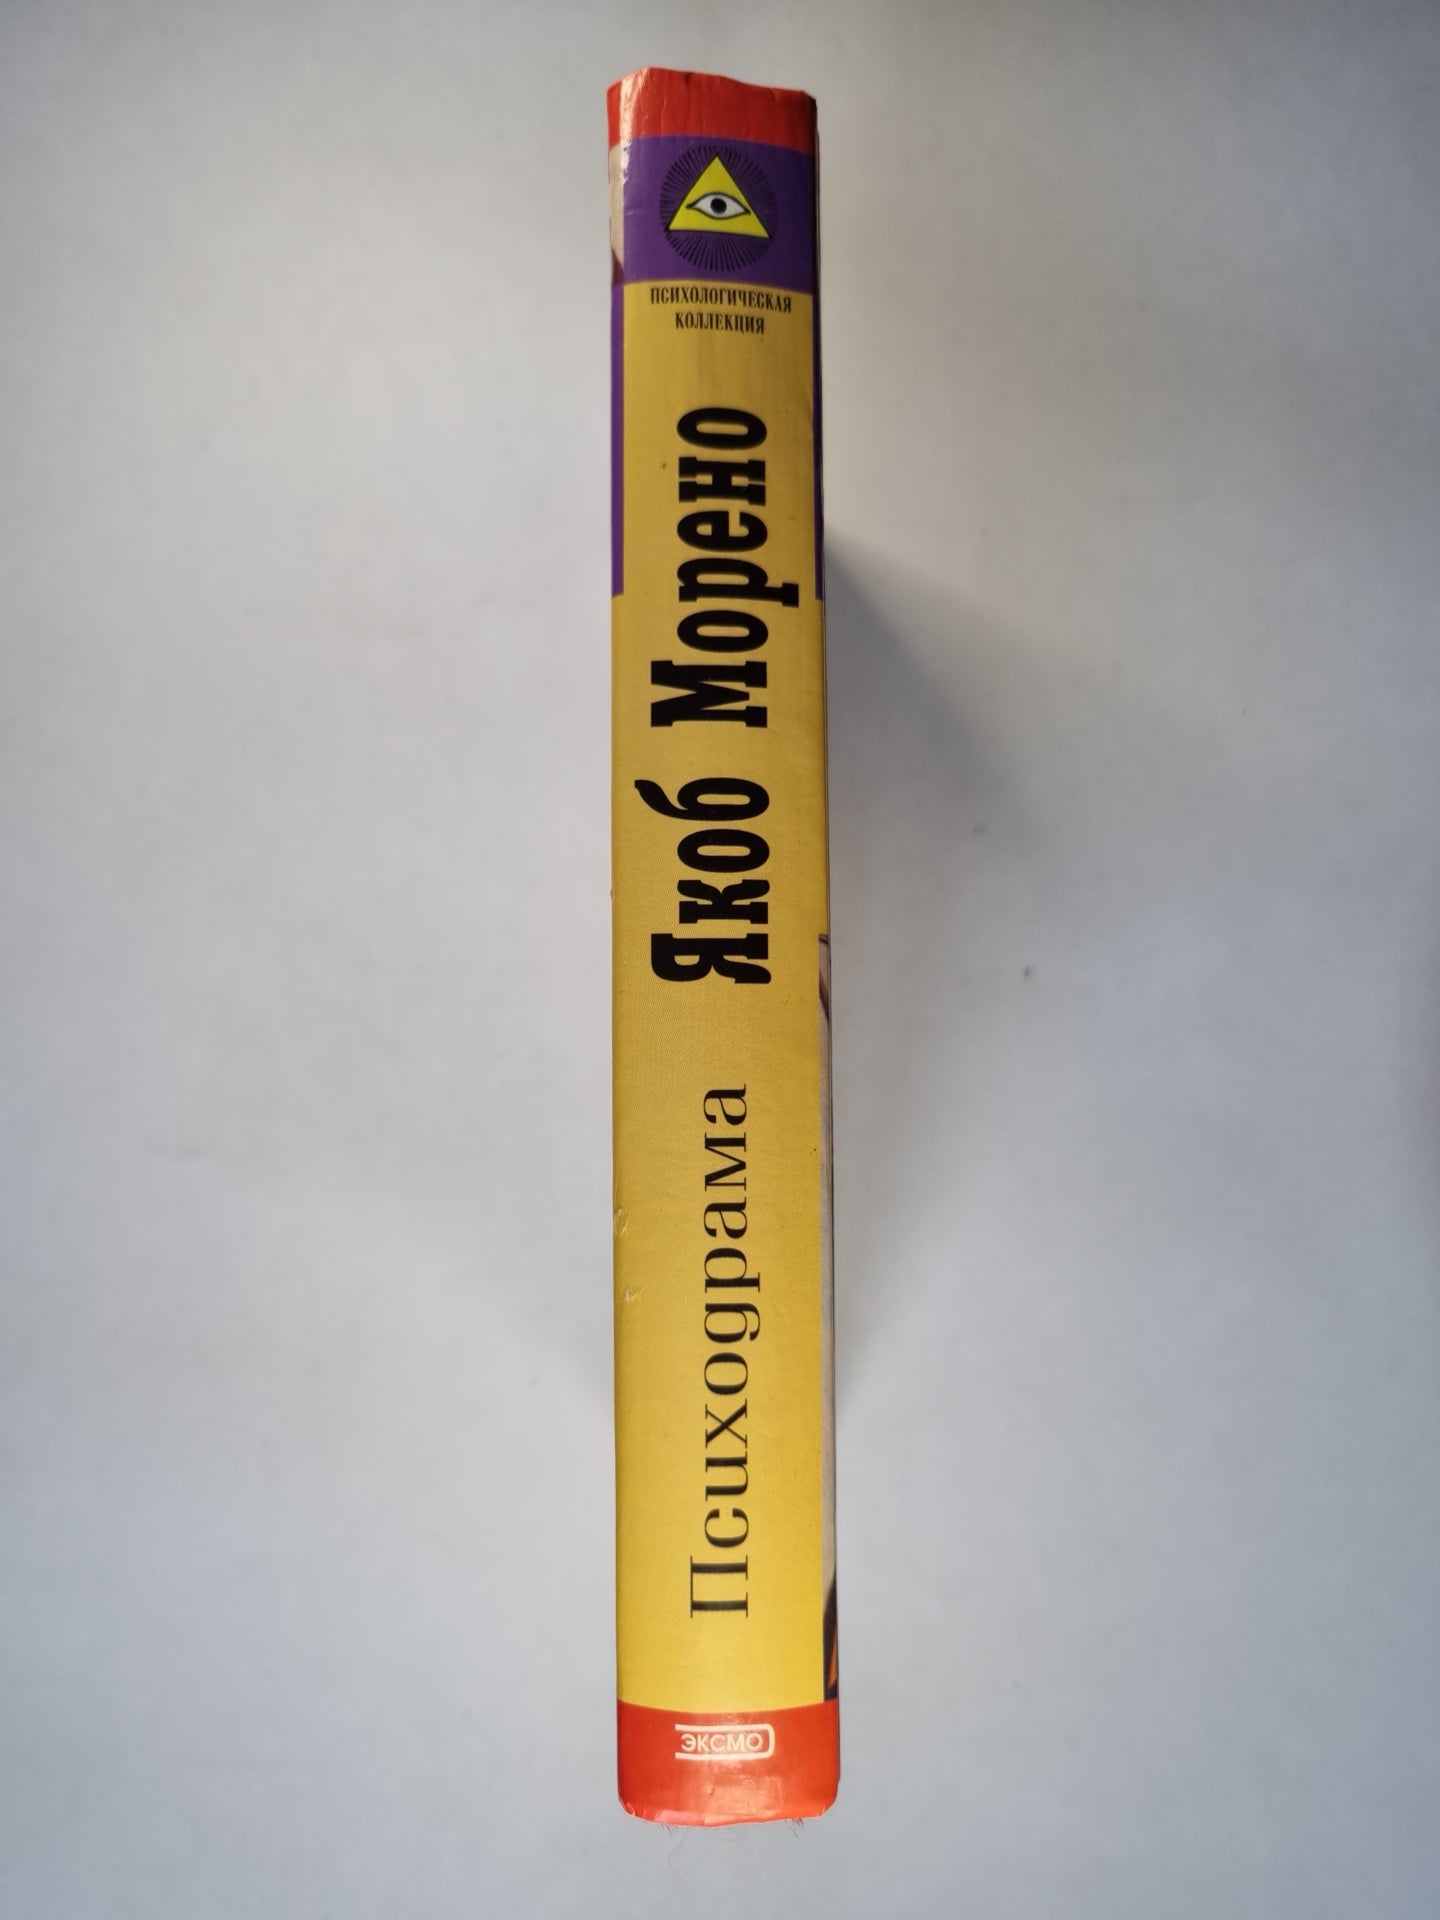 ПСИХОЛОГИЧЕСКАЯ
КОЛЛЕКЦИЯ
Психодрама Якоб Морено
ЭКСМО